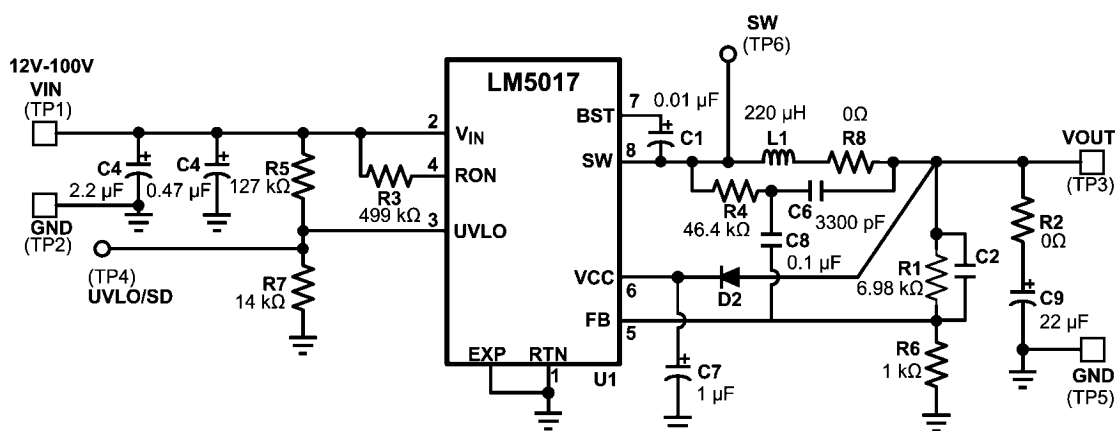 SW
(TP6)
12V-100V
VIN
(TP1)
LM5017
7
BST
0.01 µF
C1
220 µH
L1
0Ω
R8
VOUT
(TP3)
2
VIN
8
SW
C4
2.2 µF
C4
0.47 µF
R5
127 kΩ
4
RON
R3
499 kΩ
R4
46.4 kΩ
C6
3300 pF
R2
0Ω
GND
(TP2)
3
UVLO
C8
0.1 µF
(TP4)
UVLO/SD
R7
14 kΩ
VCC
6
D2
R1
6.98 kΩ
C2
C9
22 µF
FB
5
EXP
RTN
1
U1
C7
1 µF
R6
1 kΩ
GND
(TP5)